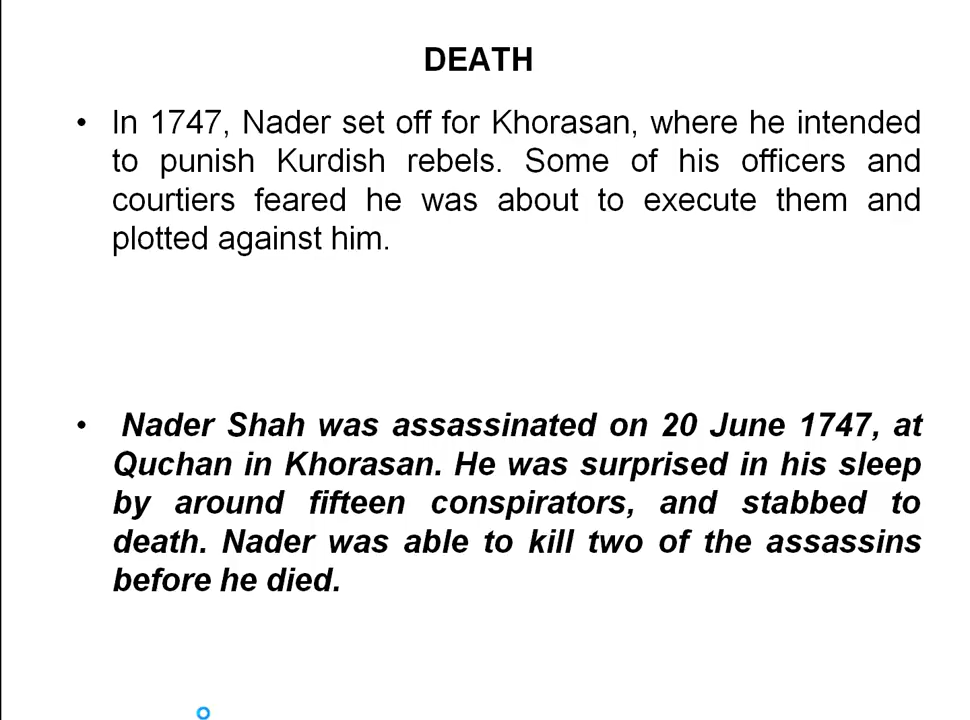 DEATH
• In 1747, Nader set off for Khorasan, where he intended
to punish Kurdish rebels. Some of his officers and
courtiers feared he was about to execute them and
plotted against him.
• Nader Shah was assassinated on 20 June 1747, at
Quchan in Khorasan. He was surprised in his sleep
by around fifteen conspirators, and stabbed to
death. Nader was able to kill two of the assassins
before he died.